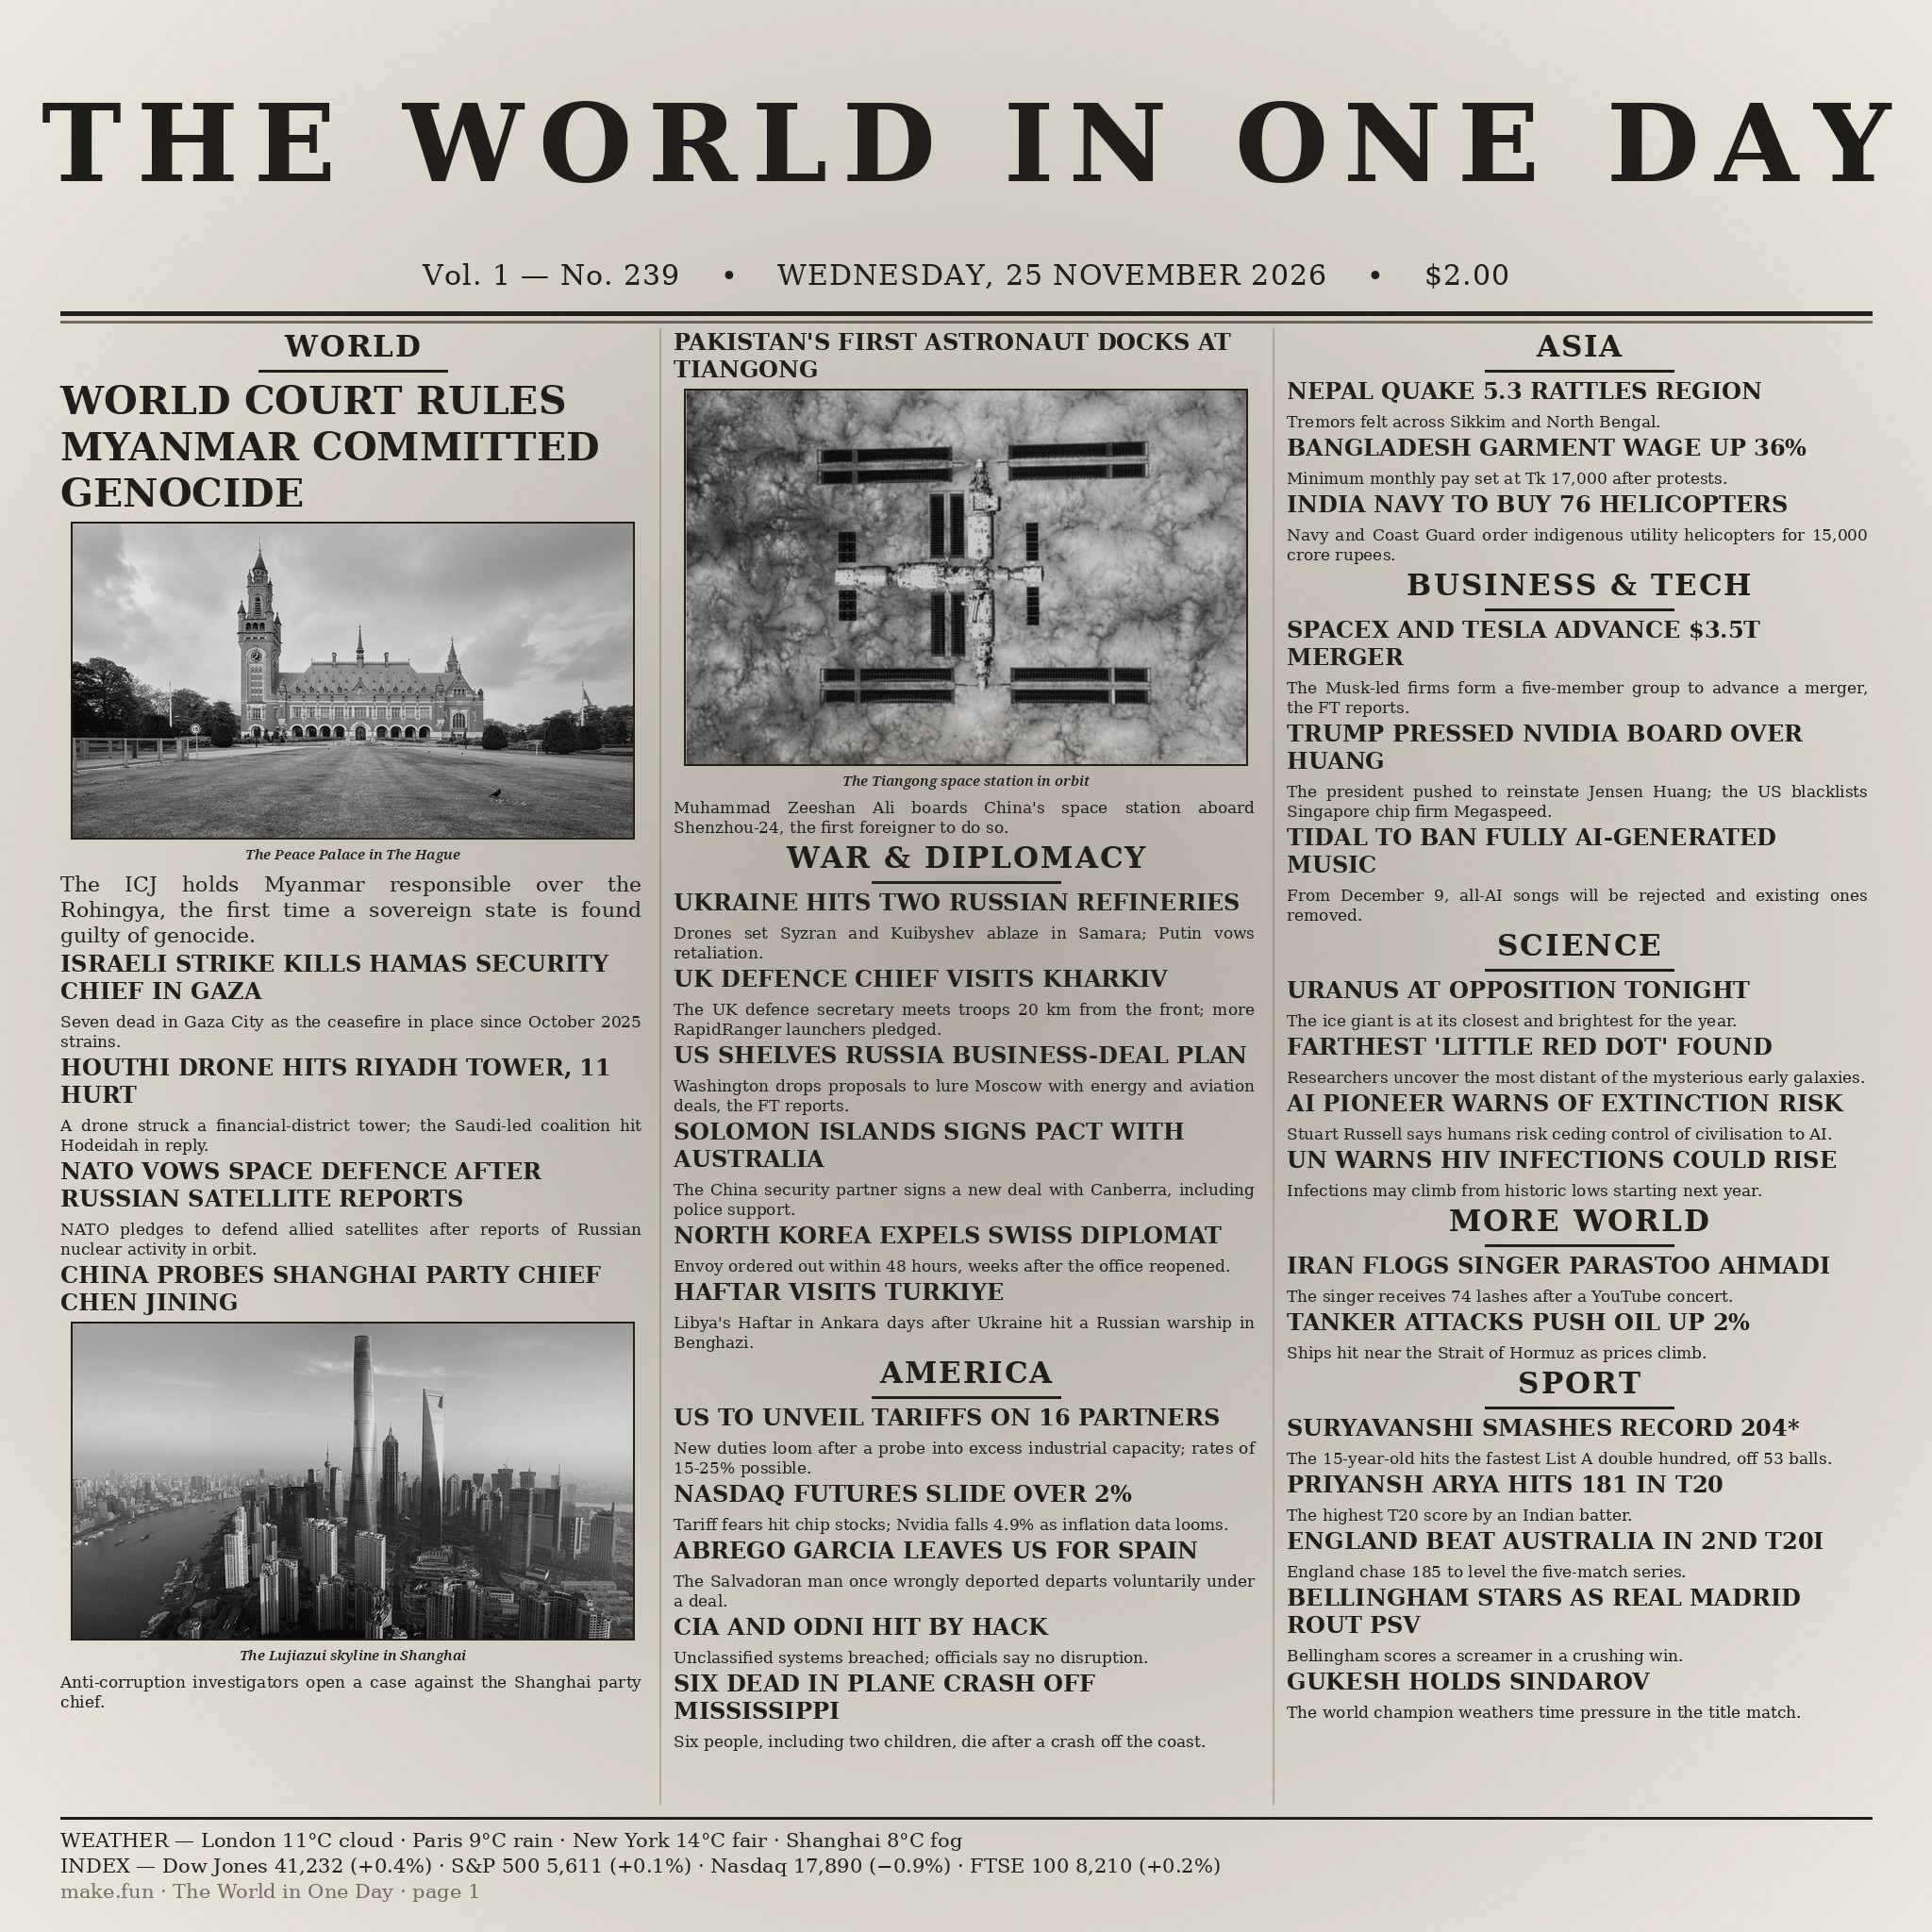 THE WORLD IN ONE DAY
Vol. 1 — No. 239 • WEDNESDAY, 25 NOVEMBER 2026 • $2.00
WORLD
WORLD COURT RULES
MYANMAR COMMITTED
GENOCIDE
The Peace Palace in The Hague
The ICJ holds Myanmar responsible over the
Rohingya, the first time a sovereign state is found
guilty of genocide.
ISRAELI STRIKE KILLS HAMAS SECURITY
CHIEF IN GAZA
Seven dead in Gaza City as the ceasefire in place since October 2025
strains.
HOUTHI DRONE HITS RIYADH TOWER, 11
HURT
A drone struck a financial-district tower; the Saudi-led coalition hit
Hodeidah in reply.
NATO VOWS SPACE DEFENCE AFTER
RUSSIAN SATELLITE REPORTS
NATO pledges to defend allied satellites after reports of Russian
nuclear activity in orbit.
CHINA PROBES SHANGHAI PARTY CHIEF
CHEN JINING
The Lujiazui skyline in Shanghai
Anti-corruption investigators open a case against the Shanghai party
chief.
PAKISTAN'S FIRST ASTRONAUT DOCKS AT
TIANGONG
The Tiangong space station in orbit
Muhammad Zeeshan Ali boards China's space station aboard
Shenzhou-24, the first foreigner to do so.
WAR & DIPLOMACY
UKRAINE HITS TWO RUSSIAN REFINERIES
Drones set Syzran and Kuibyshev ablaze in Samara; Putin vows
retaliation.
UK DEFENCE CHIEF VISITS KHARKIV
The UK defence secretary meets troops 20 km from the front; more
RapidRanger launchers pledged.
US SHELVES RUSSIA BUSINESS-DEAL PLAN
Washington drops proposals to lure Moscow with energy and aviation
deals, the FT reports.
SOLOMON ISLANDS SIGNS PACT WITH
AUSTRALIA
The China security partner signs a new deal with Canberra, including
police support.
NORTH KOREA EXPELS SWISS DIPLOMAT
Envoy ordered out within 48 hours, weeks after the office reopened.
HAFTAR VISITS TURKIYE
Libya's Haftar in Ankara days after Ukraine hit a Russian warship in
Benghazi.
AMERICA
US TO UNVEIL TARIFFS ON 16 PARTNERS
New duties loom after a probe into excess industrial capacity; rates of
15-25% possible.
NASDAQ FUTURES SLIDE OVER 2%
Tariff fears hit chip stocks; Nvidia falls 4.9% as inflation data looms.
ABREGO GARCIA LEAVES US FOR SPAIN
The Salvadoran man once wrongly deported departs voluntarily under
a deal.
CIA AND ODNI HIT BY HACK
Unclassified systems breached; officials say no disruption.
SIX DEAD IN PLANE CRASH OFF
MISSISSIPPI
Six people, including two children, die after a crash off the coast.
ASIA
NEPAL QUAKE 5.3 RATTLES REGION
Tremors felt across Sikkim and North Bengal.
BANGLADESH GARMENT WAGE UP 36%
Minimum monthly pay set at Tk 17,000 after protests.
INDIA NAVY TO BUY 76 HELICOPTERS
Navy and Coast Guard order indigenous utility helicopters for 15,000
crore rupees.
BUSINESS & TECH
SPACEX AND TESLA ADVANCE $3.5T
MERGER
The Musk-led firms form a five-member group to advance a merger,
the FT reports.
TRUMP PRESSED NVIDIA BOARD OVER
HUANG
The president pushed to reinstate Jensen Huang; the US blacklists
Singapore chip firm Megaspeed.
TIDAL TO BAN FULLY AI-GENERATED
MUSIC
From December 9, all-AI songs will be rejected and existing ones
removed.
SCIENCE
URANUS AT OPPOSITION TONIGHT
The ice giant is at its closest and brightest for the year.
FARTHEST 'LITTLE RED DOT' FOUND
Researchers uncover the most distant of the mysterious early galaxies.
AI PIONEER WARNS OF EXTINCTION RISK
Stuart Russell says humans risk ceding control of civilisation to AI.
UN WARNS HIV INFECTIONS COULD RISE
Infections may climb from historic lows starting next year.
MORE WORLD
IRAN FLOGS SINGER PARASTOO AHMADI
The singer receives 74 lashes after a YouTube concert.
TANKER ATTACKS PUSH OIL UP 2%
Ships hit near the Strait of Hormuz as prices climb.
SPORT
SURYAVANSHI SMASHES RECORD 204*
The 15-year-old hits the fastest List A double hundred, off 53 balls.
PRIYANSH ARYA HITS 181 IN T20
The highest T20 score by an Indian batter.
ENGLAND BEAT AUSTRALIA IN 2ND T20I
England chase 185 to level the five-match series.
BELLINGHAM STARS AS REAL MADRID
ROUT PSV
Bellingham scores a screamer in a crushing win.
GUKESH HOLDS SINDAROV
The world champion weathers time pressure in the title match.
WEATHER — London 11°C cloud · Paris 9°C rain · New York 14°C fair · Shanghai 8°C fog
INDEX — Dow Jones 41,232 (+0.4%) · S&P 500 5,611 (+0.1%) · Nasdaq 17,890 (−0.9%) · FTSE 100 8,210 (+0.2%)
make.fun · The World in One Day · page 1